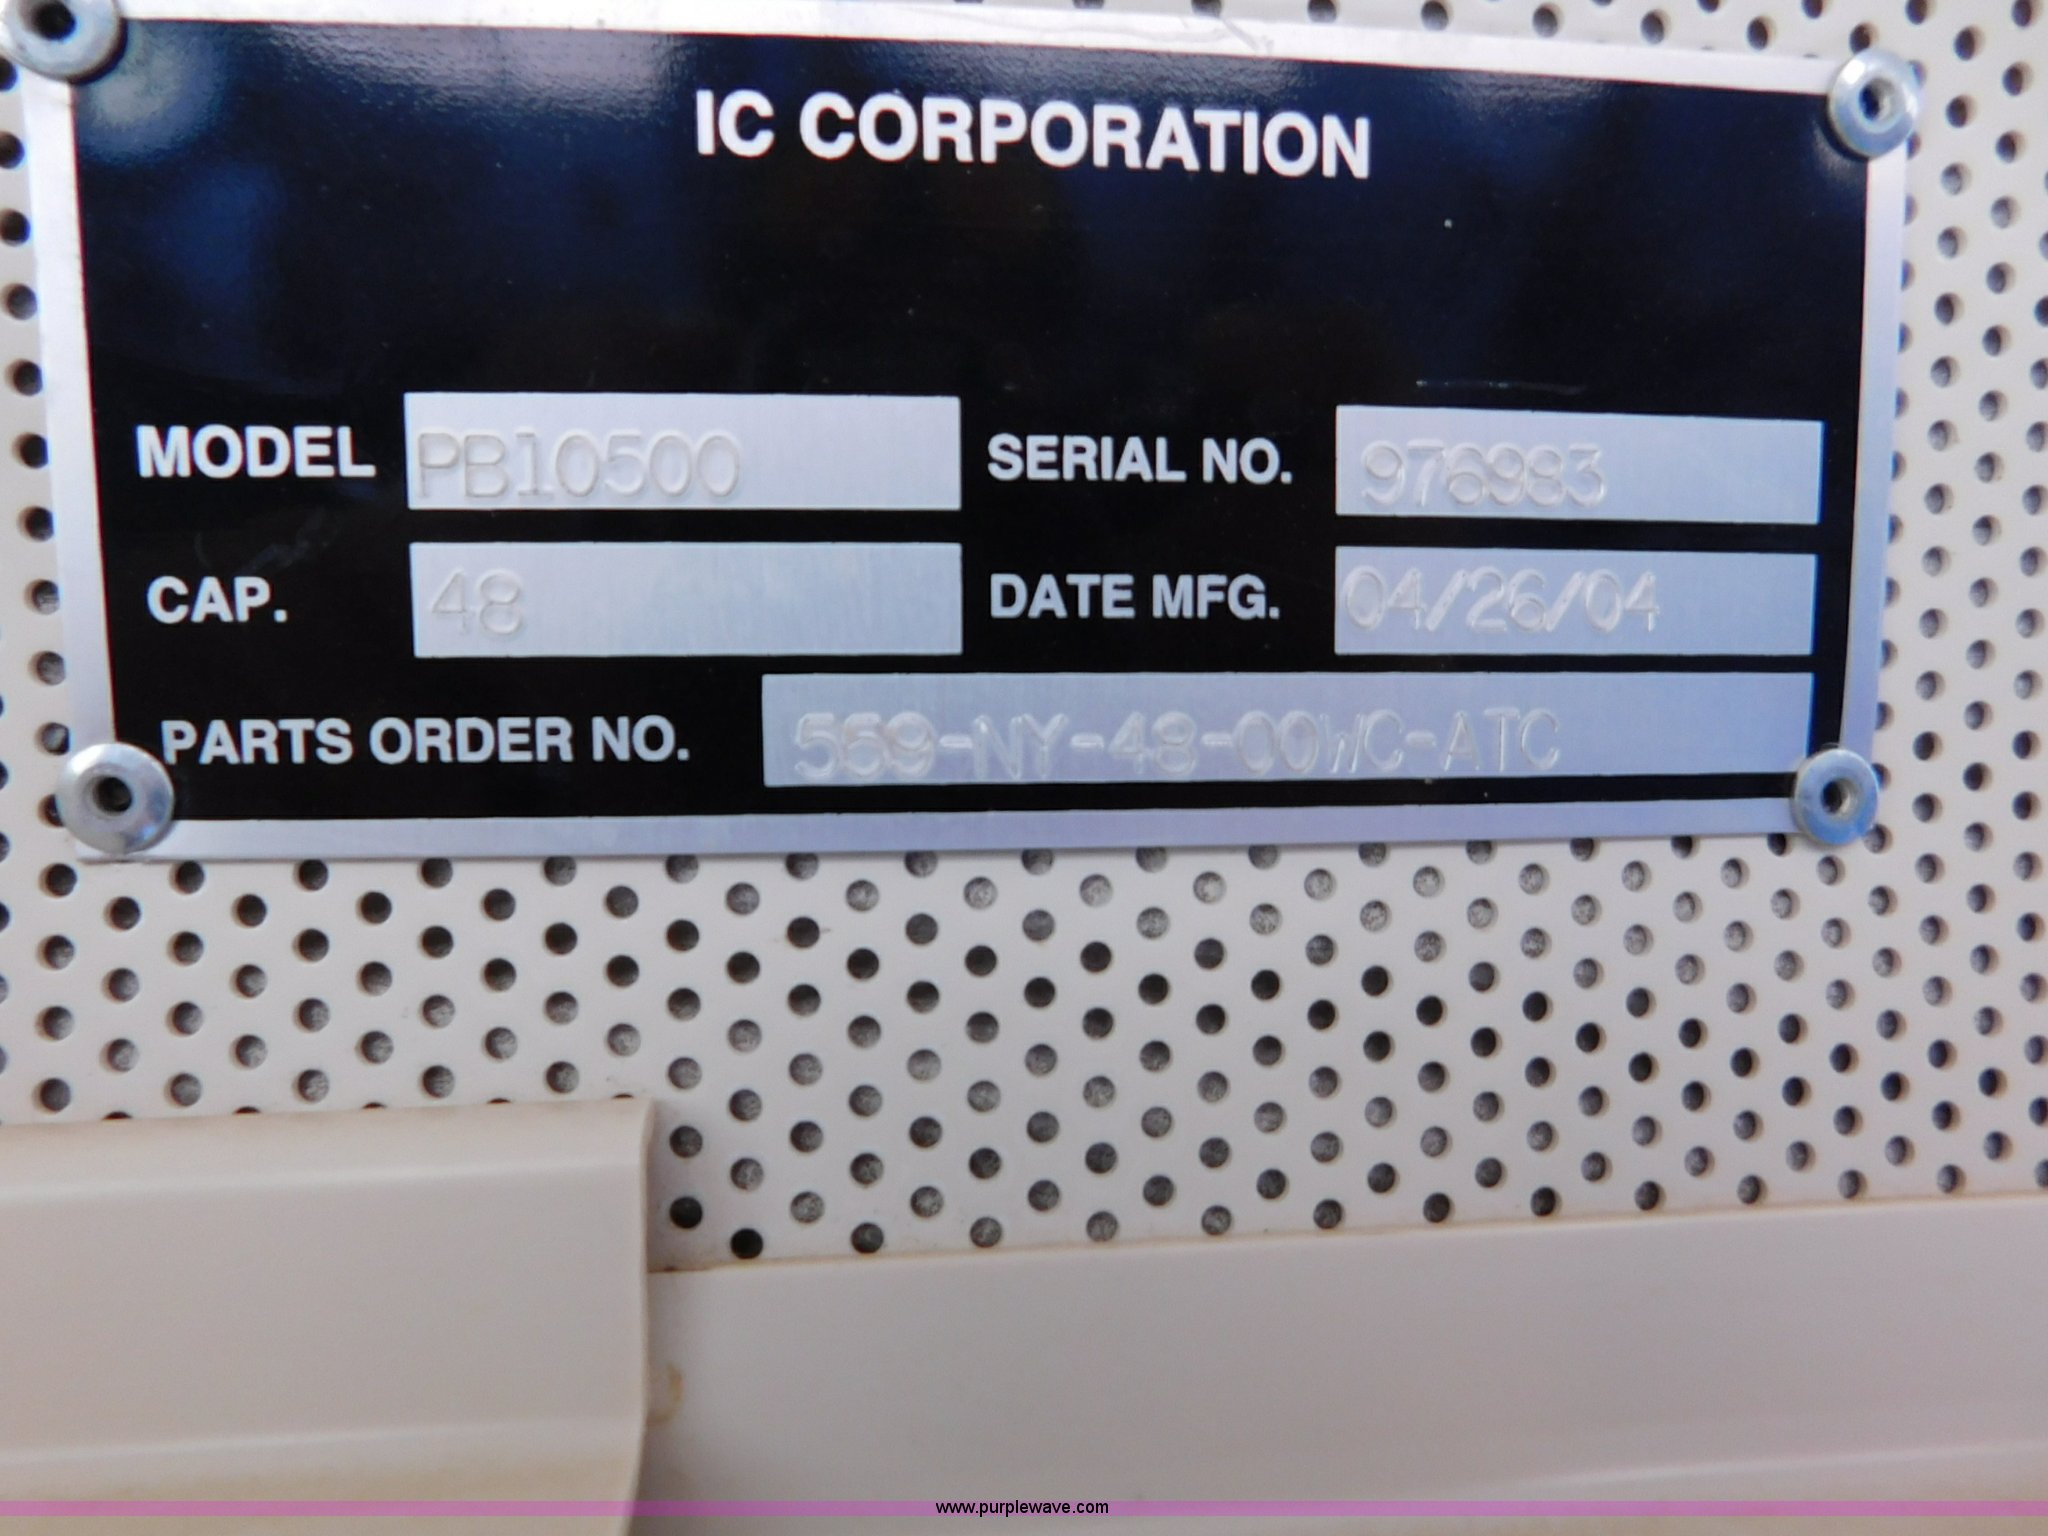 IC CORPORATION
MODEL PB10500 SERIAL NO. 976983
CAP. 48 DATE MFG. 04/26/04
PARTS ORDER NO. 559-NY-48-00WC-ATC
www.purplewave.com